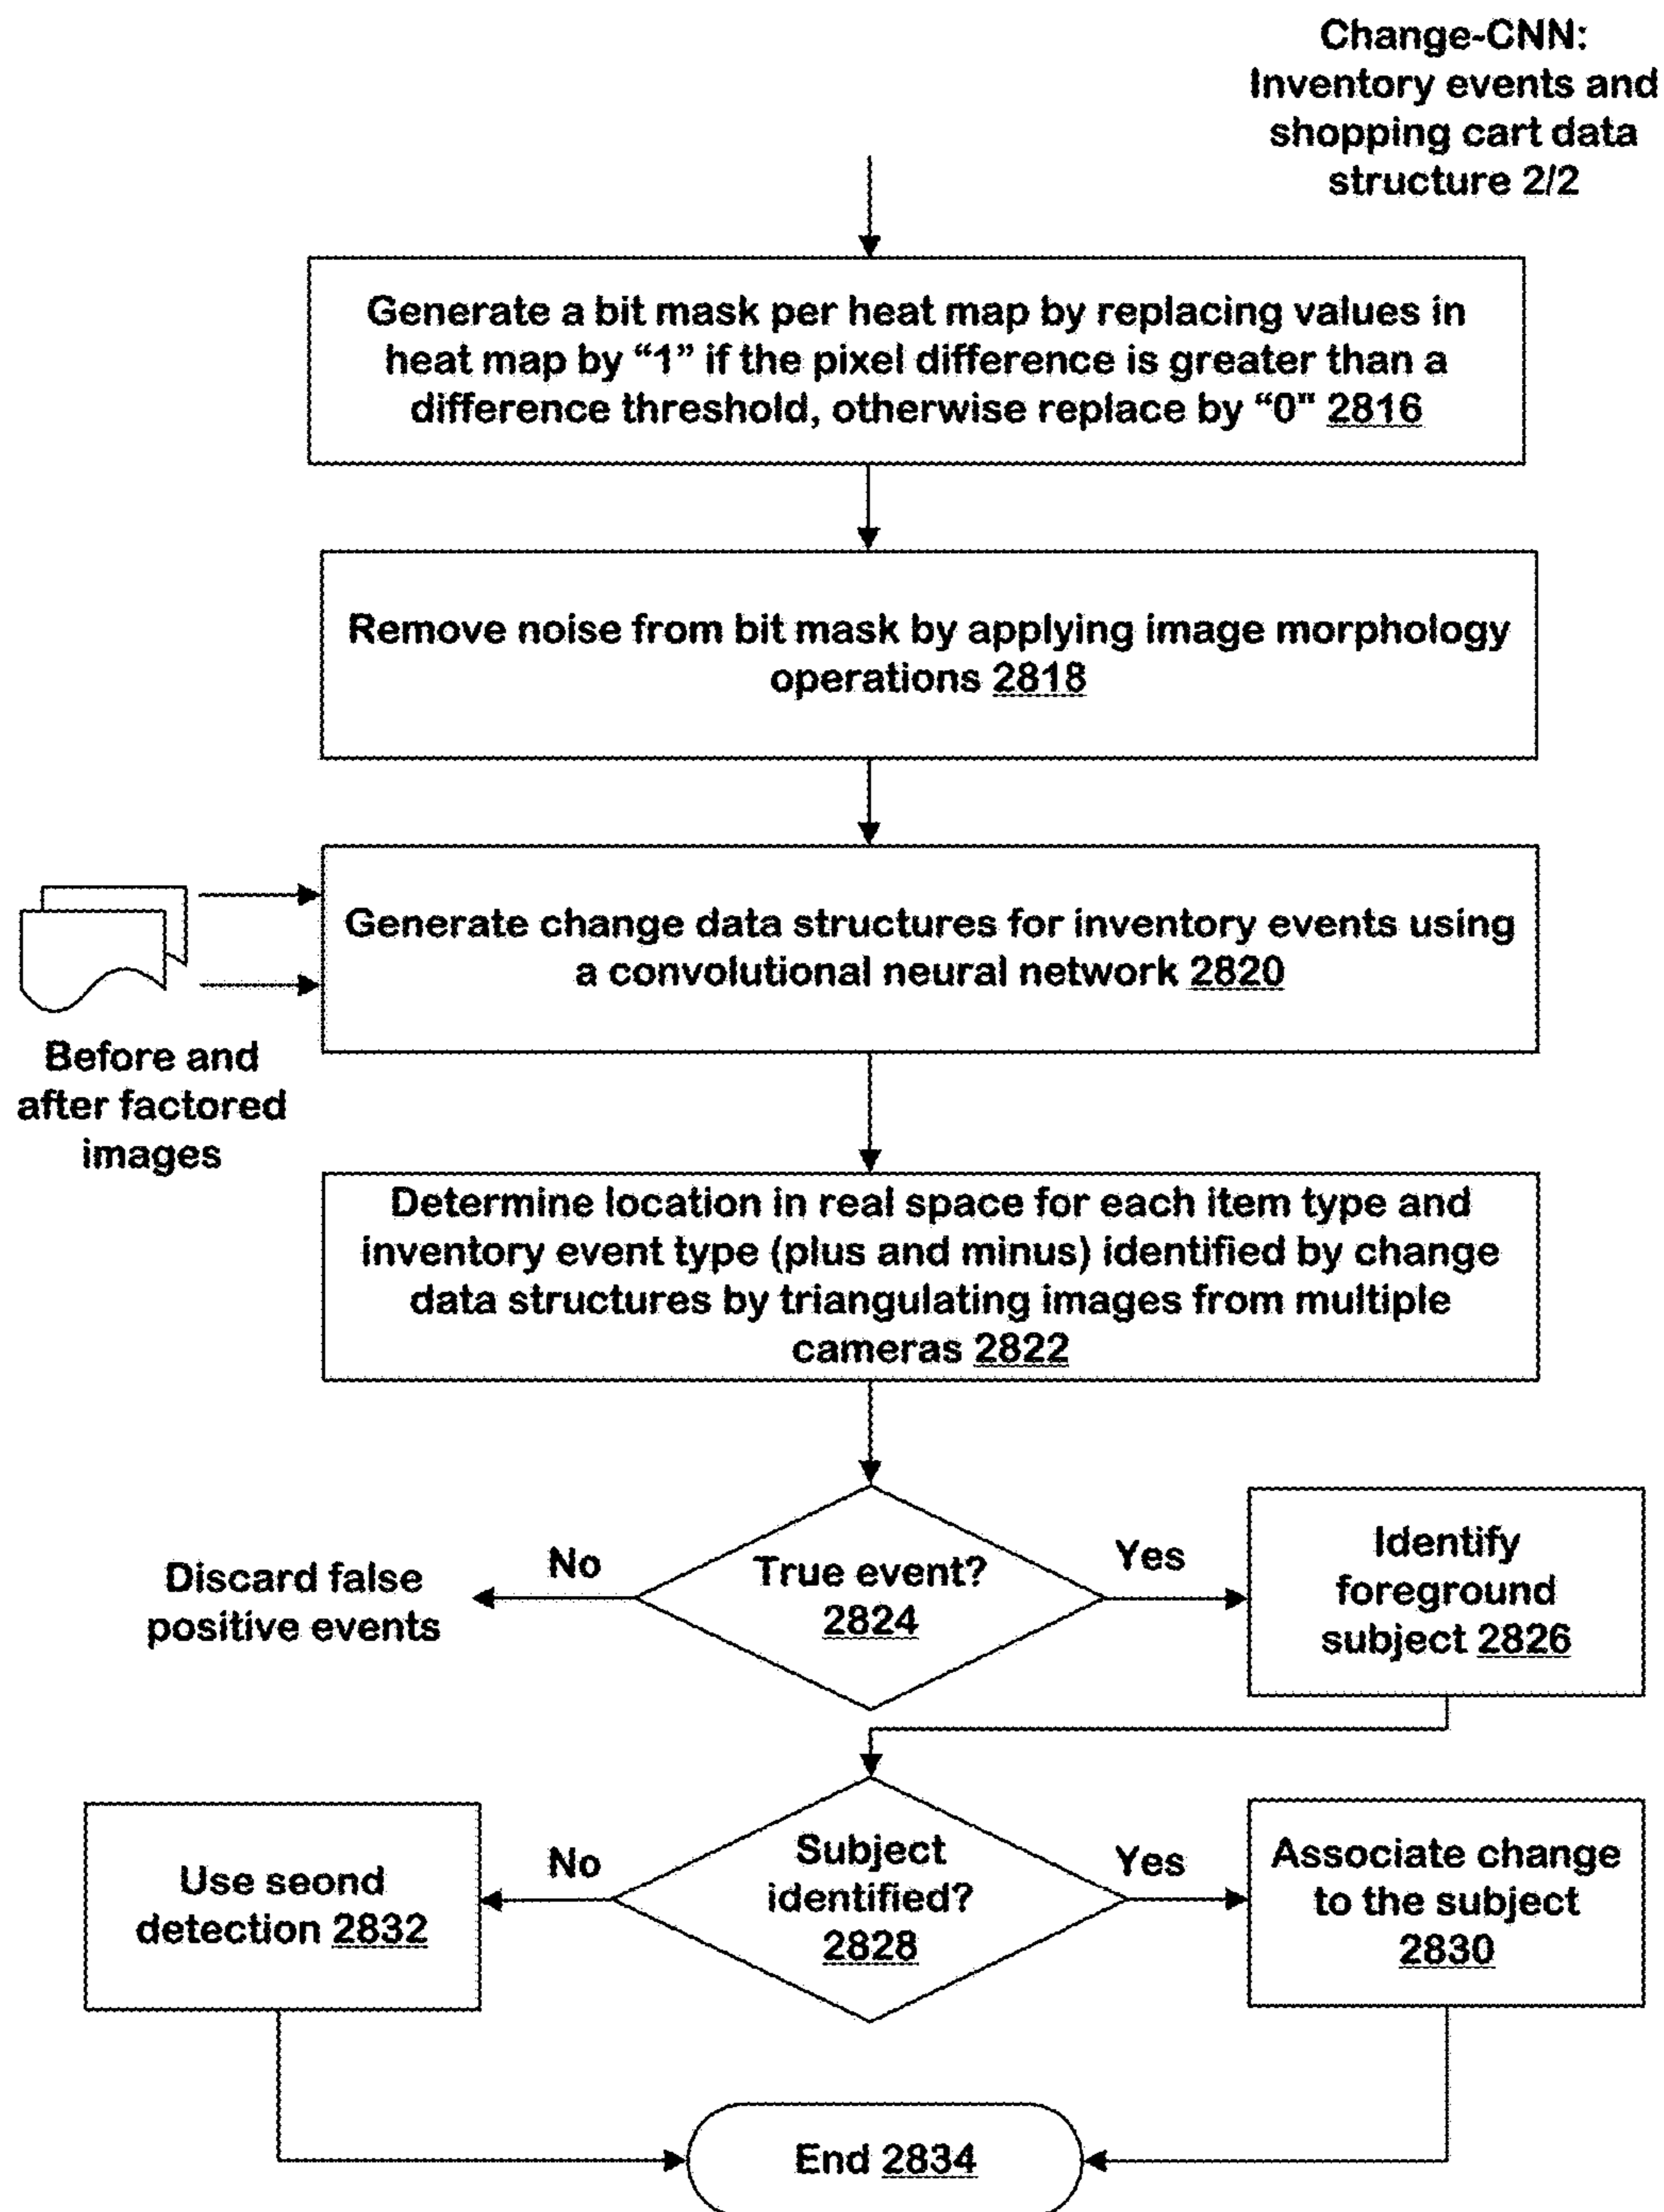 Change-CNN:
Inventory events and
shopping cart data
structure 2/2
Generate a bit mask per heat map by replacing values in
heat map by “1” if the pixel difference is greater than a
difference threshold, otherwise replace by “0" 2816
Remove noise from bit mask by applying image morphology
operations 2818
Generate change data structures for inventory events using
a convolutional neural network 2820
Before and
after factored
images
Determine location in real space for each item type and
inventory event type (plus and minus) identified by change
data structures by triangulating images from multiple
cameras 2822
True event?
2824
No
Discard false
positive events
Yes
Identify
foreground
subject 2826
Subject
identified?
2828
No
Use seond
detection 2832
Yes
Associate change
to the subject
2830
End 2834